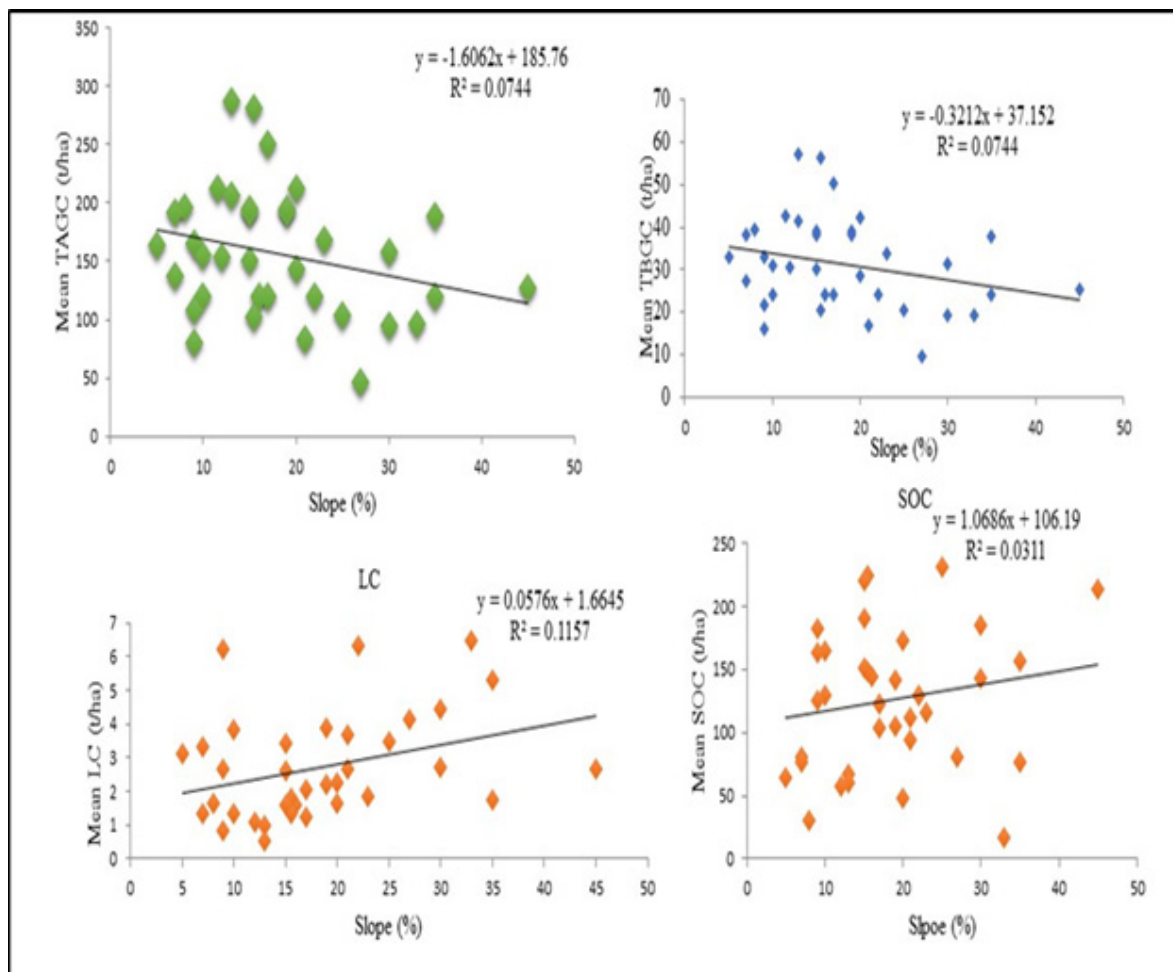 350
300
250
200
150
100
50
0
Mean TAGC (t/ha)
y = -1.6062x + 185.76
R² = 0.0744
0 10 20 30 40 50
Slope (%)
70
60
50
40
30
20
10
0
Mean TBGC (t/ha)
y = -0.3212x + 37.152
R² = 0.0744
0 10 20 30 40 50
Slope (%)
LC
7
6
5
4
3
2
1
0
Mean LC (t/ha)
y = 0.0576x + 1.6645
R² = 0.1157
0 5 10 15 20 25 30 35 40 45 50
Slope (%)
SOC
250
200
150
100
50
0
Mean SOC (t/ha)
y = 1.0686x + 106.19
R² = 0.0311
0 10 20 30 40 50
Slpoe (%)